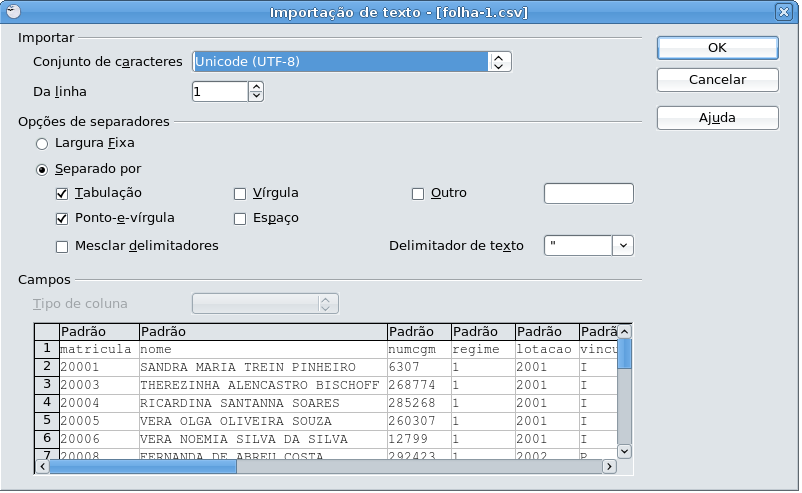 Importação de texto - [folha-1.csv]
Importar
Conjunto de caracteres Unicode (UTF-8)
Da linha 1
OK
Cancelar
Ajuda
Opções de separadores
Largura Fixa
Separado por
Tabulação Vírgula Outro
Ponto-e-vírgula Espaço
Mesclar delimitadores Delimitador de texto "
Campos
Tipo de coluna
Padrão Padrão Padrão Padrão Padrão Padrã
1 matricula nome numcgm regime lotacao vincu
2 20001 SANDRA MARIA TREIN PINHEIRO 6307 1 2001 I
3 20003 THEREZINHA ALENCASTRO BISCHOFF 268774 1 2001 I
4 20004 RICARDINA SANTANNA SOARES 285268 1 2001 I
5 20005 VERA OLGA OLIVEIRA SOUZA 260307 1 2001 I
6 20006 VERA NOEMIA SILVA DA SILVA 12799 1 2001 I
7 20008 FERNANDA DE ABREU COSTA 292423 1 2002 P